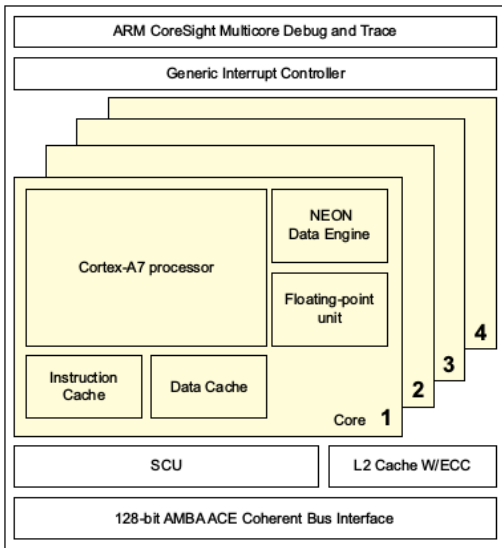 ARM CoreSight Multicore Debug and Trace
Generic Interrupt Controller
NEON
Data Engine
Cortex-A7 processor
Floating-point
unit
4
3
Instruction
Cache
Data Cache
2
Core 1
SCU
L2 Cache W/ECC
128-bit AMBA ACE Coherent Bus Interface